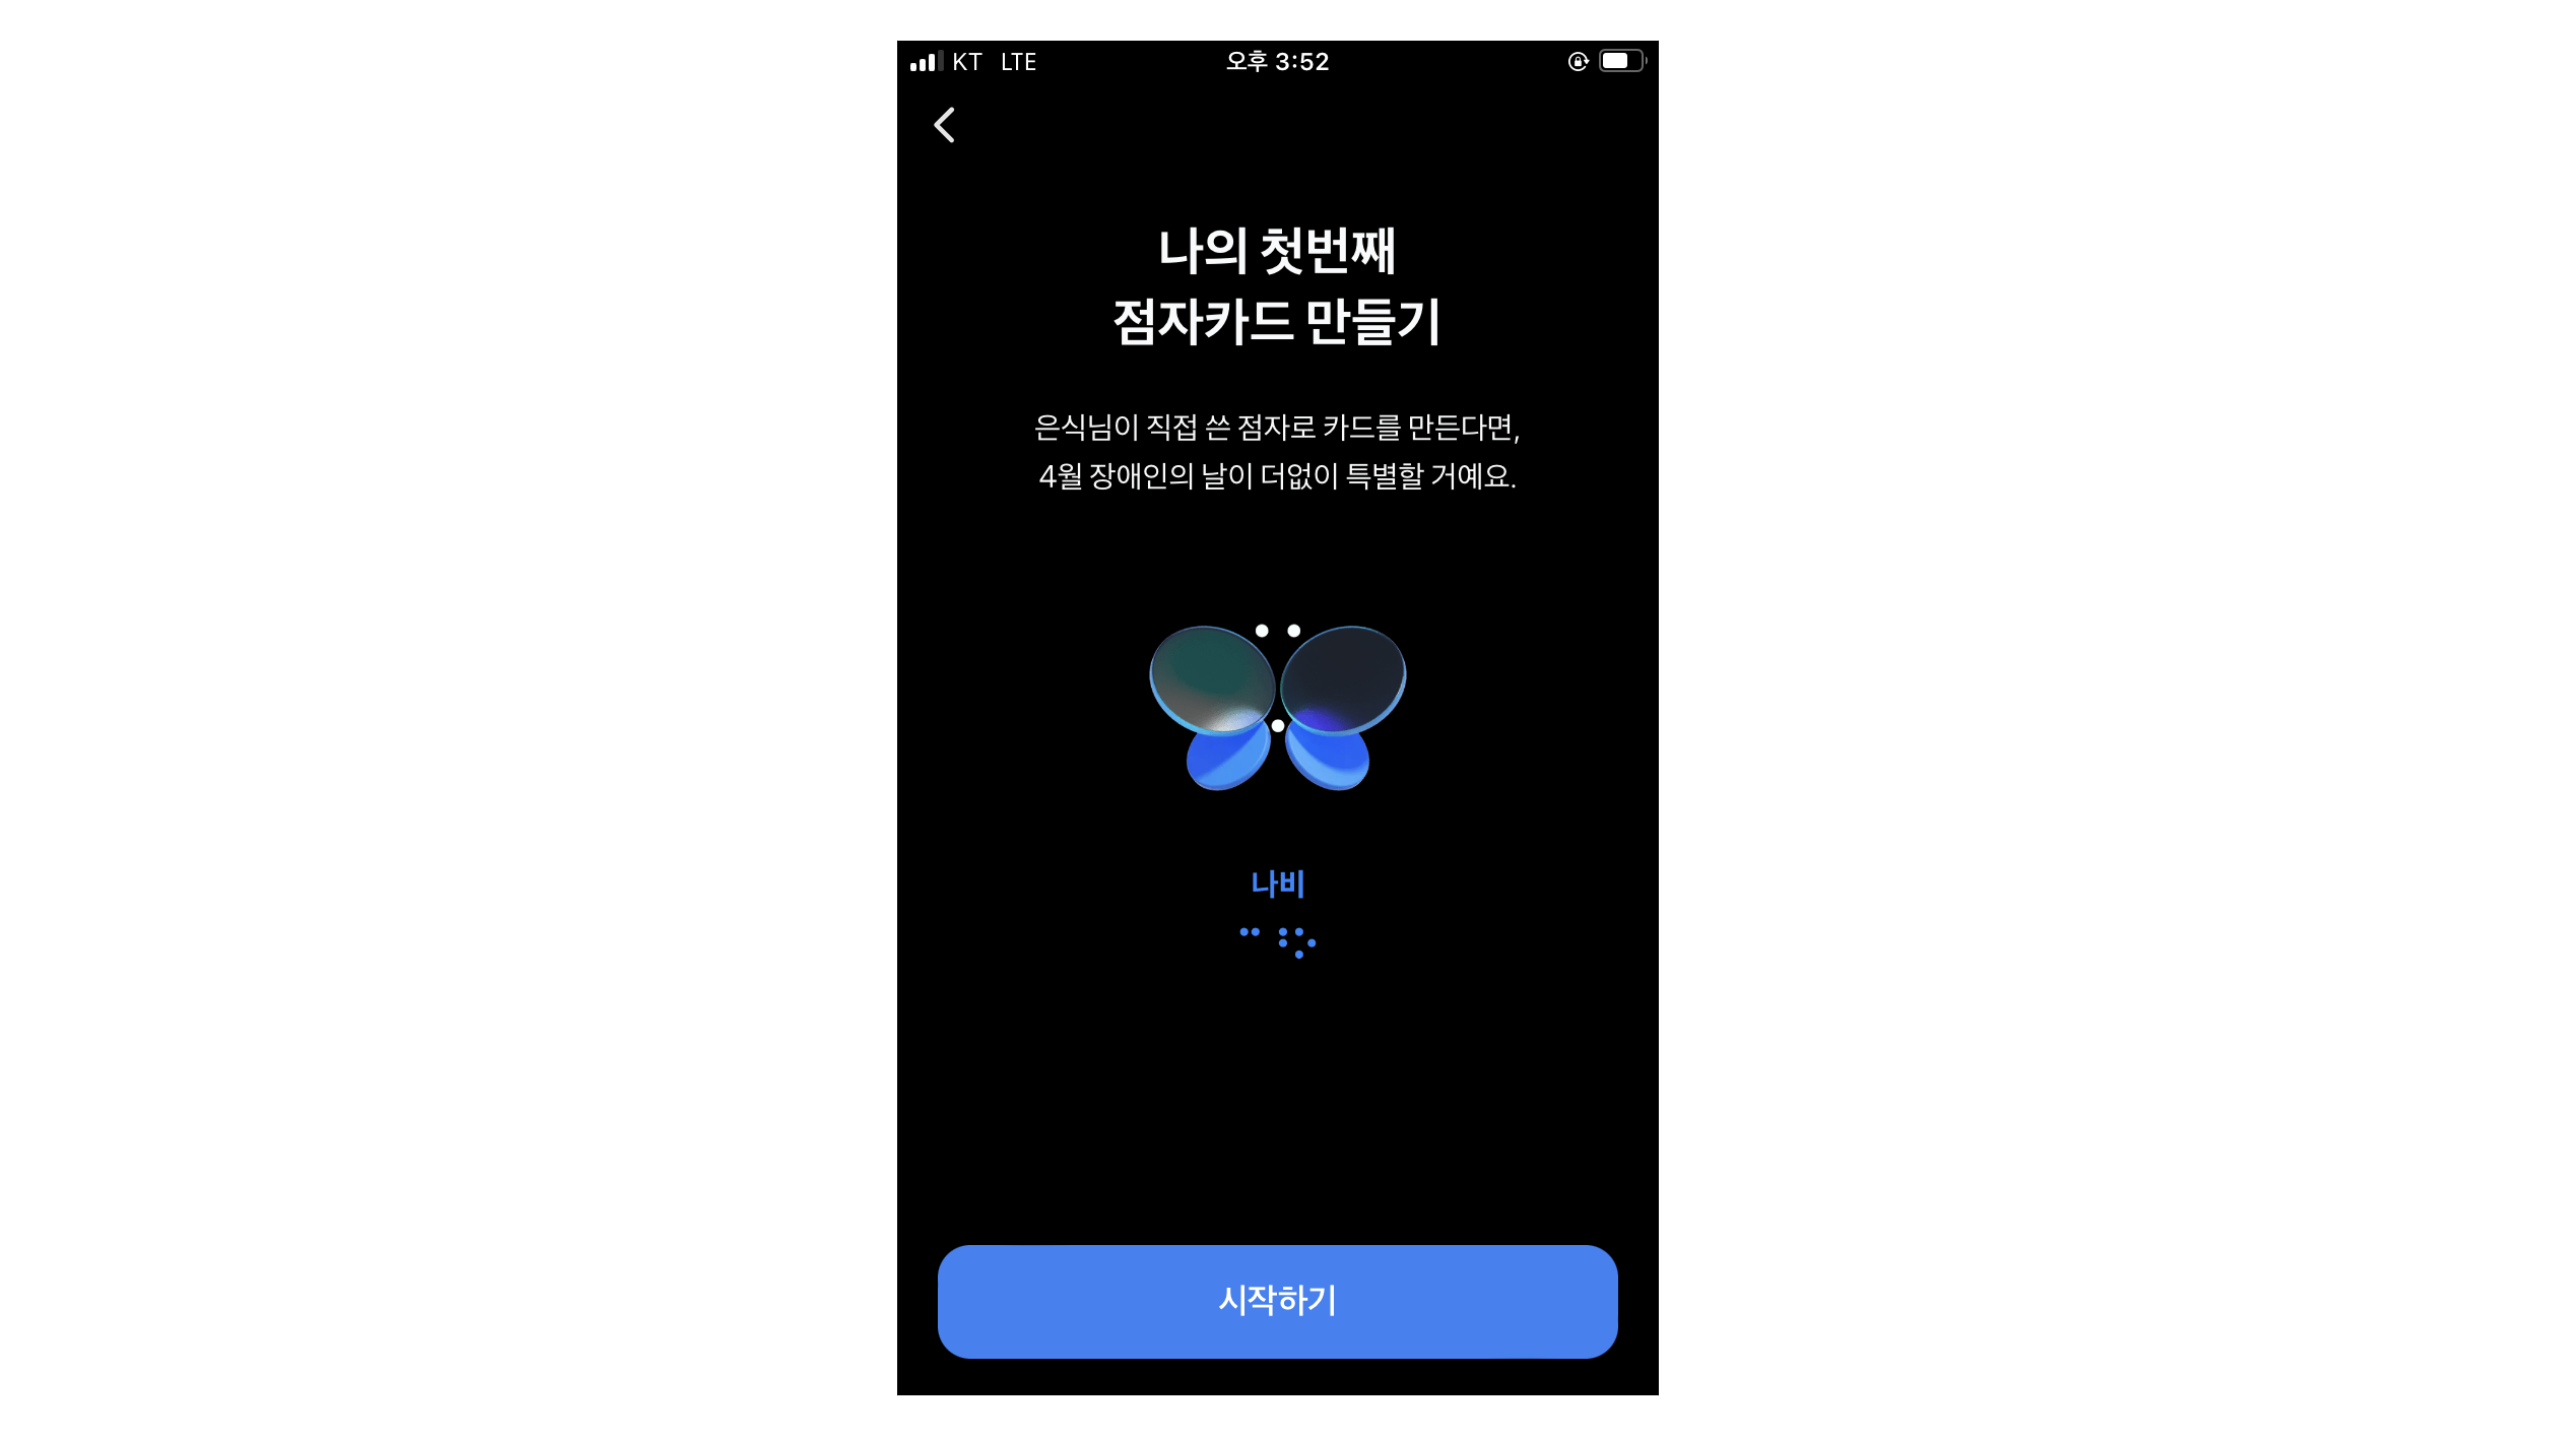 KT LTE 오후 3:52
나의 첫번째
점자카드 만들기
은식님이 직접 쓴 점자로 카드를 만든다면,
4월 장애인의 날이 더없이 특별할 거예요.
나비
⠉⠘⠕
시작하기